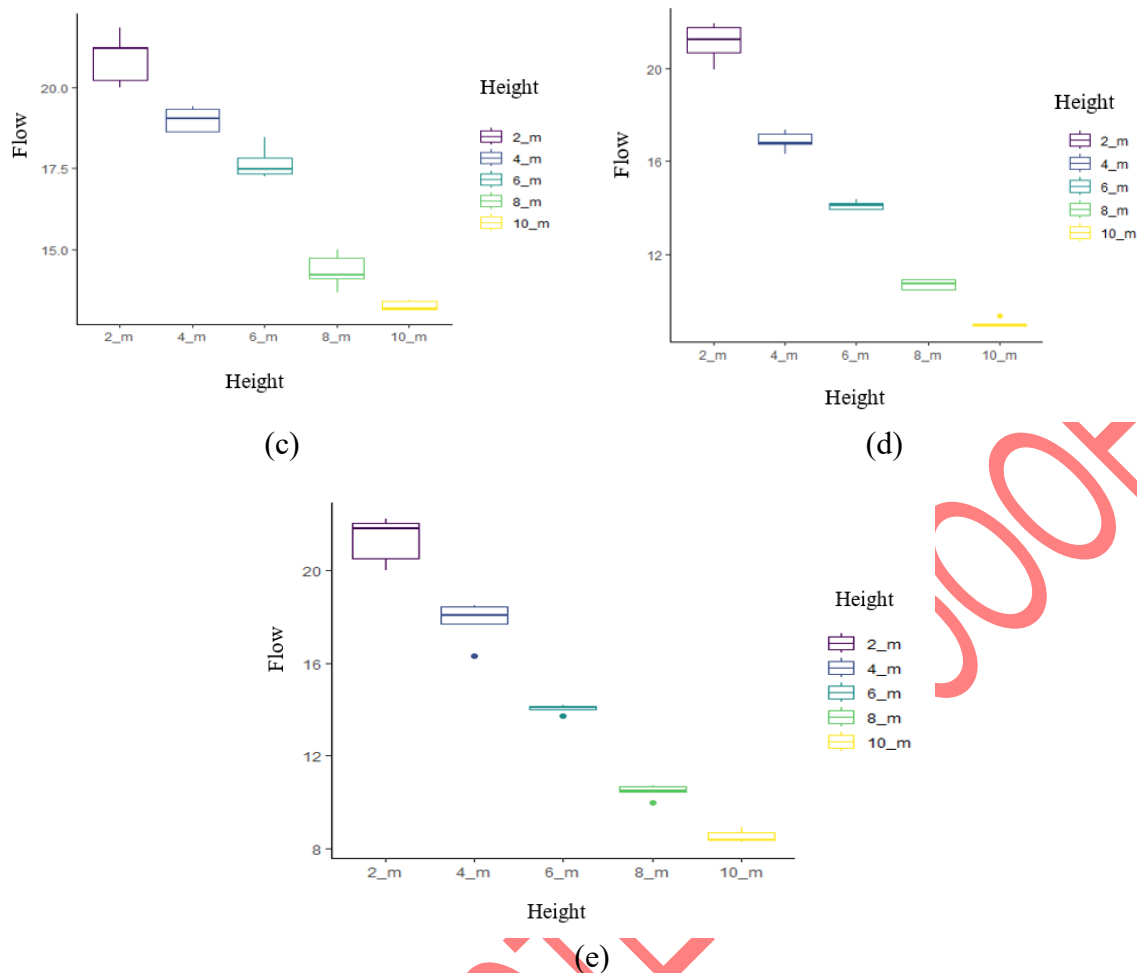 Flow
20.0
17.5
15.0
2_m
4_m
6_m
8_m
10_m
Height
Height
2_m
4_m
6_m
8_m
10_m
(c)
Flow
20
16
12
2_m
4_m
6_m
8_m
10_m
Height
Height
2_m
4_m
6_m
8_m
10_m
(d)
Flow
20
16
12
8
2_m
4_m
6_m
8_m
10_m
Height
Height
2_m
4_m
6_m
8_m
10_m
(e)